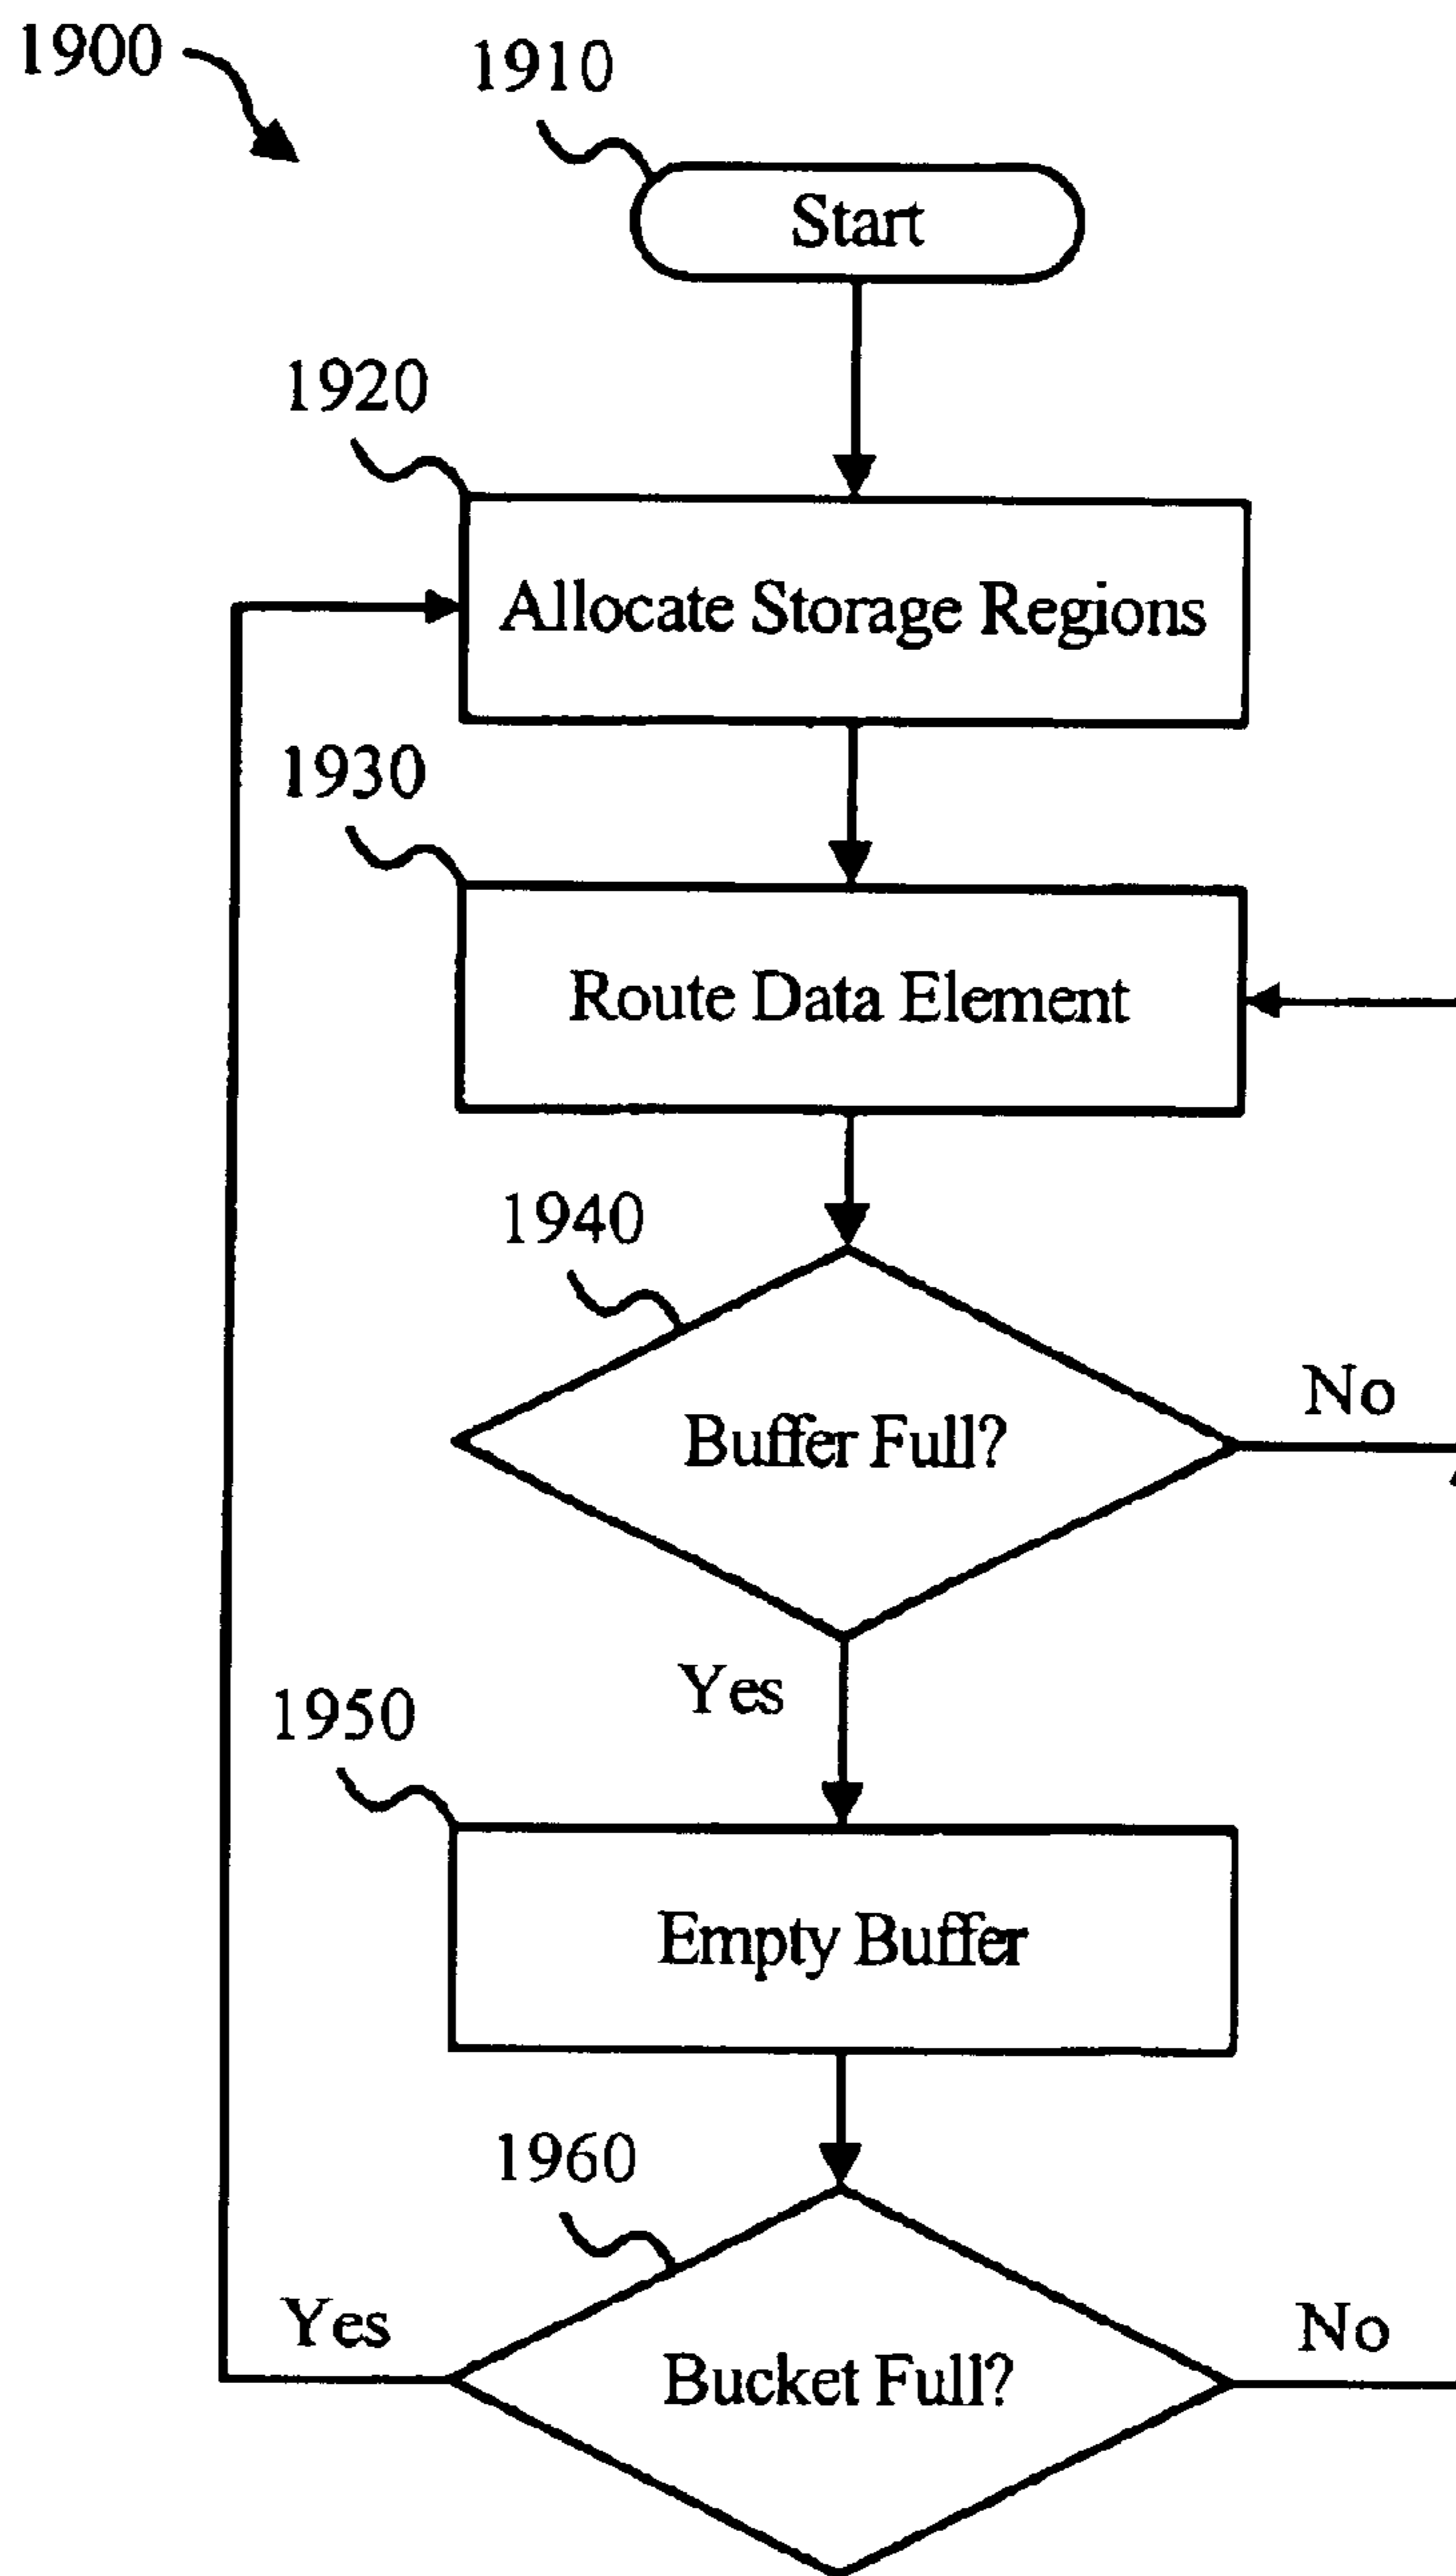 1900
1910
Start
1920
Allocate Storage Regions
1930
Route Data Element
1940
Buffer Full?
No
Yes
1950
Empty Buffer
1960
Yes
Bucket Full?
No